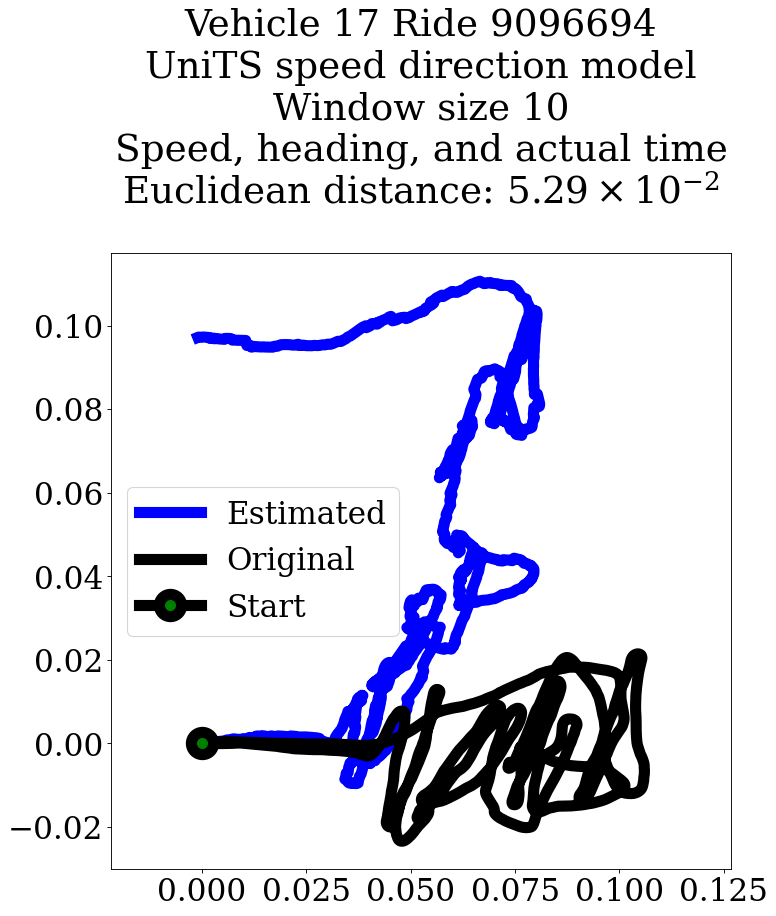 Vehicle 17 Ride 9096694
UniTS speed direction model
Window size 10
Speed, heading, and actual time
Euclidean distance: 5.29 × 10⁻²
0.10
0.08
0.06
0.04
0.02
0.00
−0.02
Estimated
Original
Start
0.000 0.025 0.050 0.075 0.100 0.125